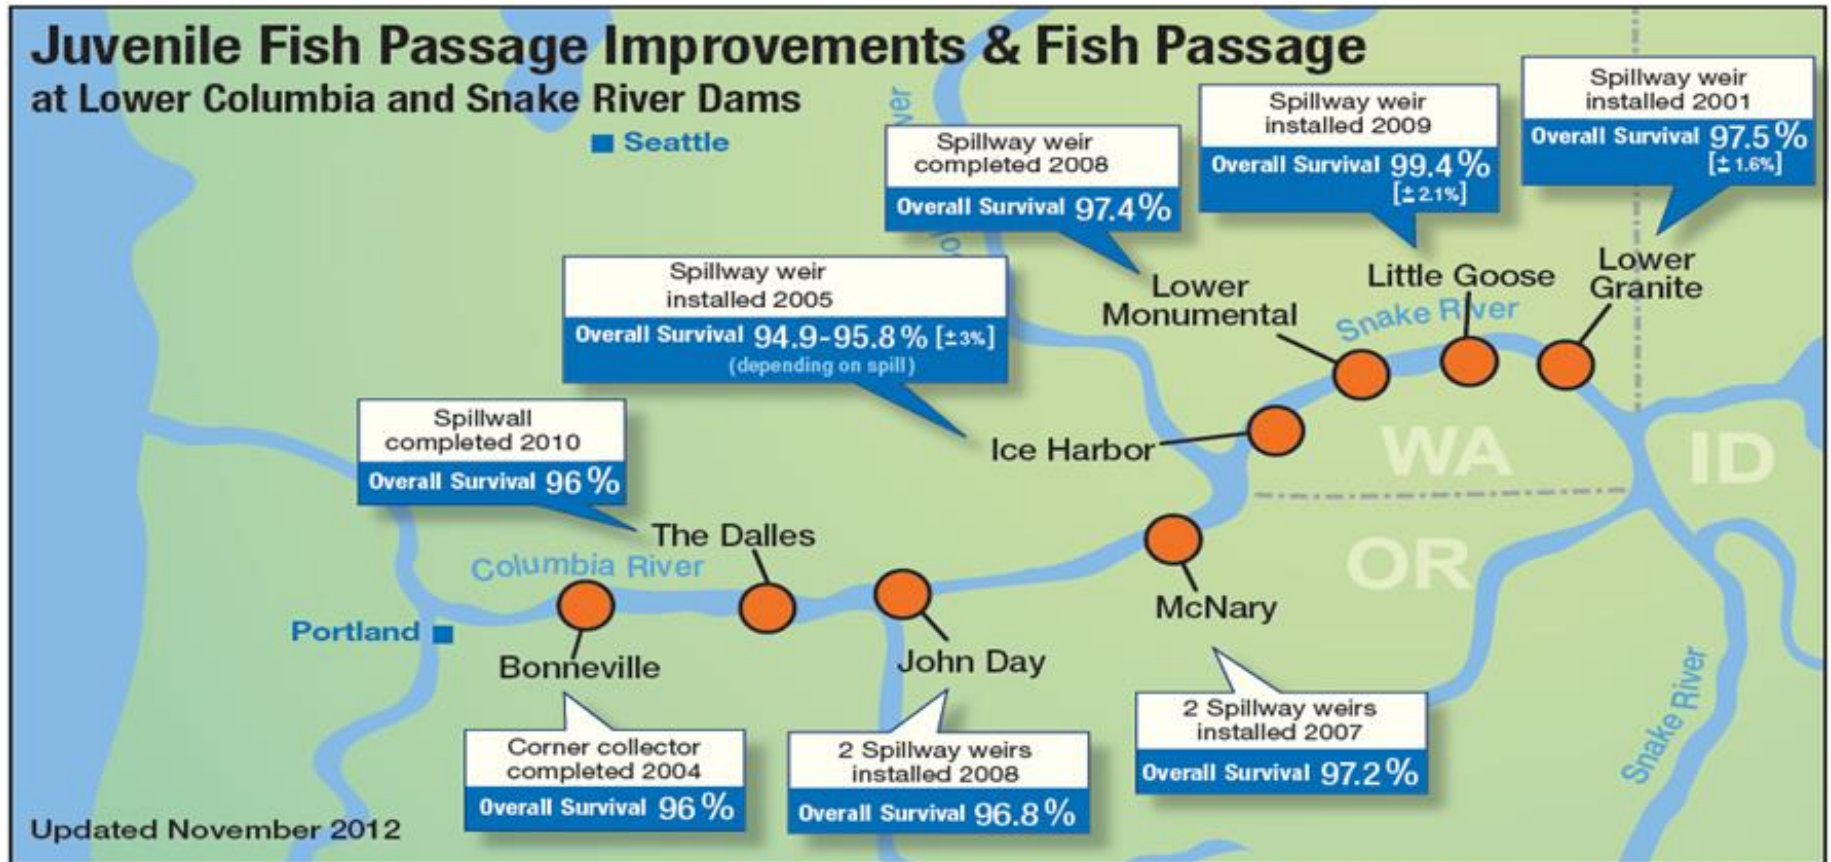 Juvenile Fish Passage Improvements & Fish Passage
at Lower Columbia and Snake River Dams
Seattle
Spillway weir
completed 2008
Overall Survival 97.4%
Spillway weir
installed 2009
Overall Survival 99.4%
[±2.1%]
Spillway weir
installed 2001
Overall Survival 97.5%
[±1.6%]
Spillway weir
installed 2005
Overall Survival 94.9-95.8% [±3%]
(depending on spill)
Lower
Monumental
Little Goose
Lower
Granite
Snake River
Spillwall
completed 2010
Overall Survival 96%
Ice Harbor
WA
ID
The Dalles
Columbia River
OR
Portland
Bonneville
John Day
McNary
Corner collector
completed 2004
Overall Survival 96%
2 Spillway weirs
installed 2008
Overall Survival 96.8%
2 Spillway weirs
installed 2007
Overall Survival 97.2%
Snake River
Updated November 2012